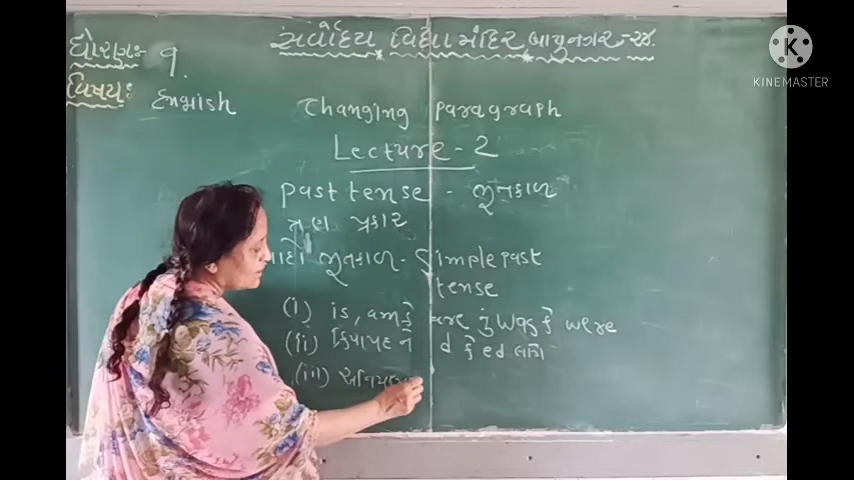 ધોરણઃ- ૧. સર્વોદય વિદ્યામંદિર, બાપુનગર-૨૪.
વિષયઃ English
KINEMASTER
Changing paragraph
Lecture - 2
past tense - ભૂતકાળ
ત્રણ પ્રકાર
સાદો ભૂતકાળ - Simple past
tense
(i) is, am કે are નું was કે were
(ii) ક્રિયાપદ ને d કે ed લાગે
(iii)